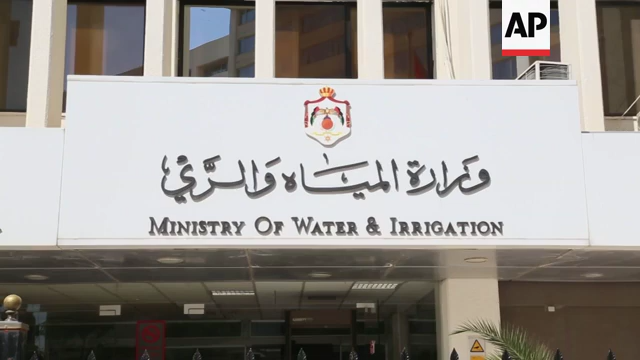 AP
وزارة المياه والري
MINISTRY OF WATER & IRRIGATION